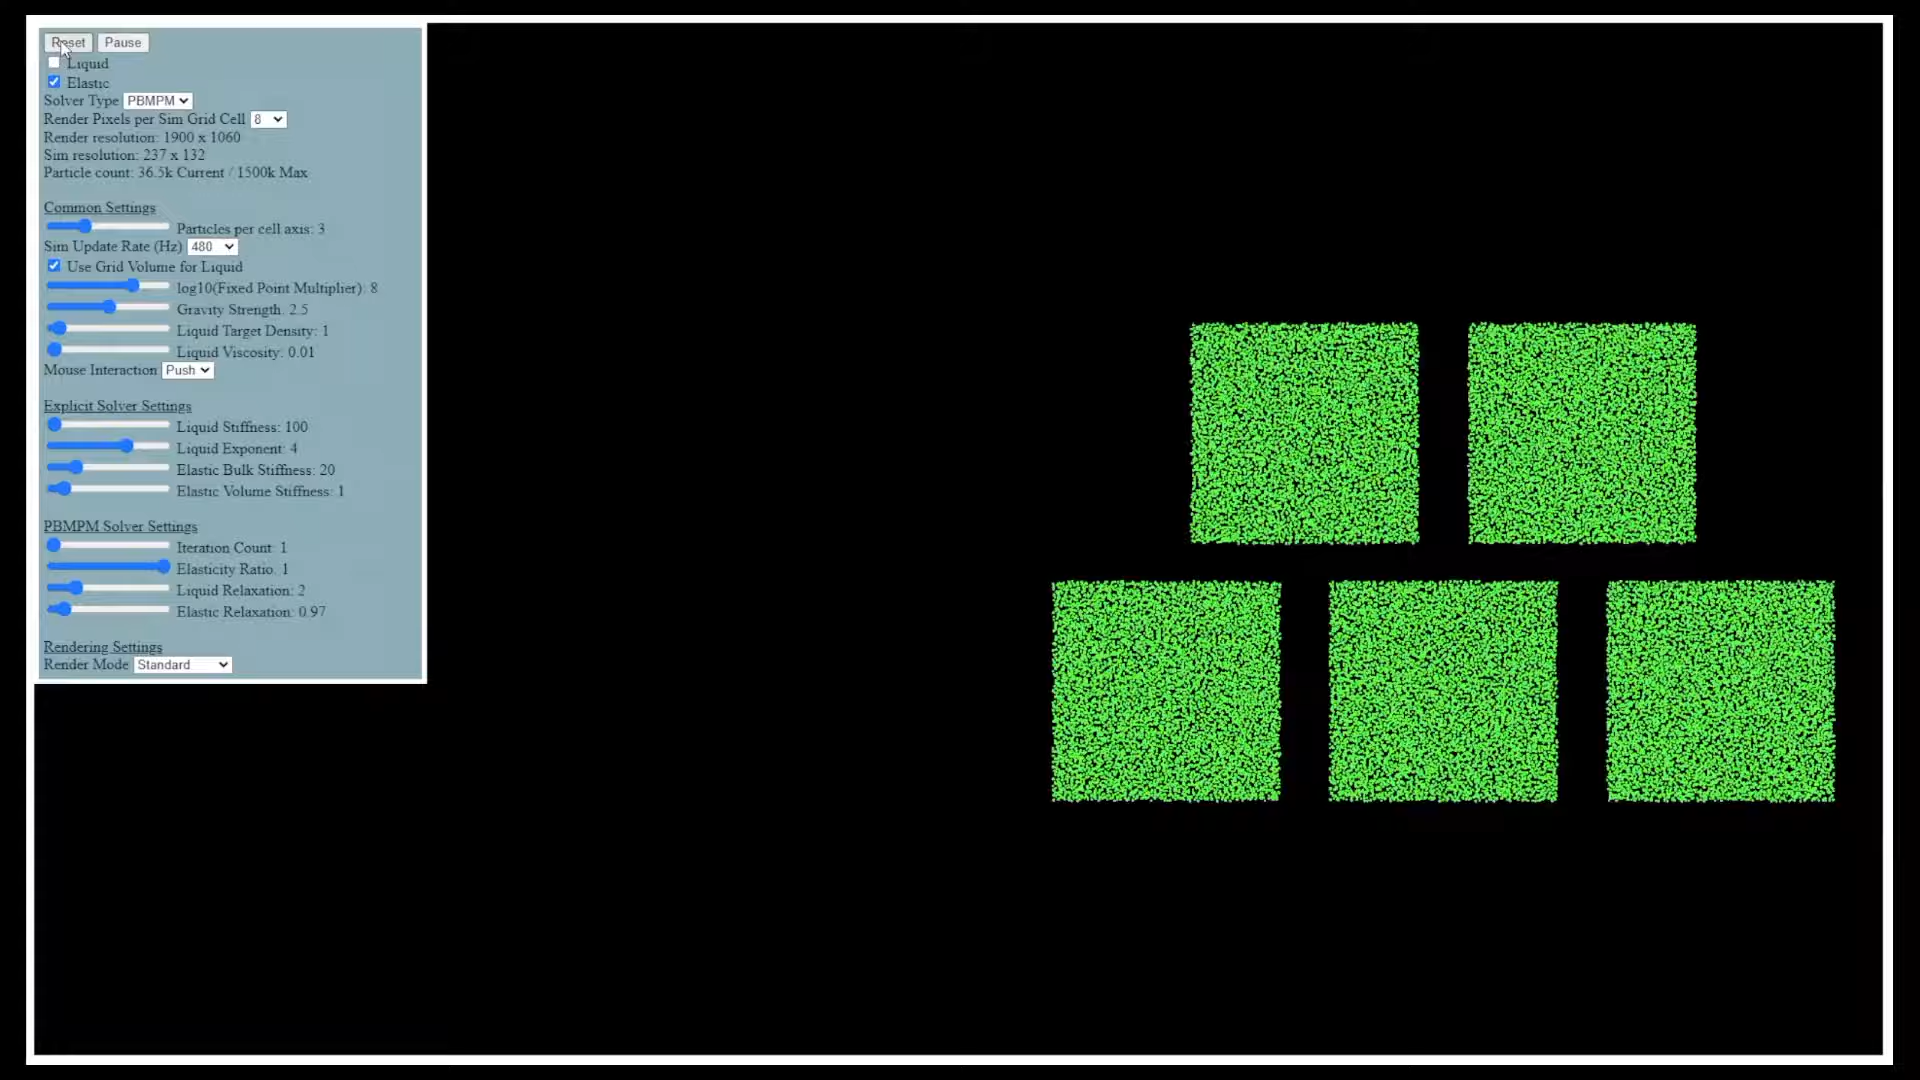 Reset Pause
Liquid
Elastic
Solver Type PBMPM
Render Pixels per Sim Grid Cell 8
Render resolution: 1900 x 1060
Sim resolution: 237 x 132
Particle count: 36.5k Current / 1500k Max
Common Settings
Particles per cell axis: 3
Sim Update Rate (Hz) 480
Use Grid Volume for Liquid
log10(Fixed Point Multiplier): 8
Gravity Strength: 2.5
Liquid Target Density: 1
Liquid Viscosity: 0.01
Mouse Interaction Push
Explicit Solver Settings
Liquid Stiffness: 100
Liquid Exponent: 4
Elastic Bulk Stiffness: 20
Elastic Volume Stiffness: 1
PBMPM Solver Settings
Iteration Count: 1
Elasticity Ratio: 1
Liquid Relaxation: 2
Elastic Relaxation: 0.97
Rendering Settings
Render Mode Standard